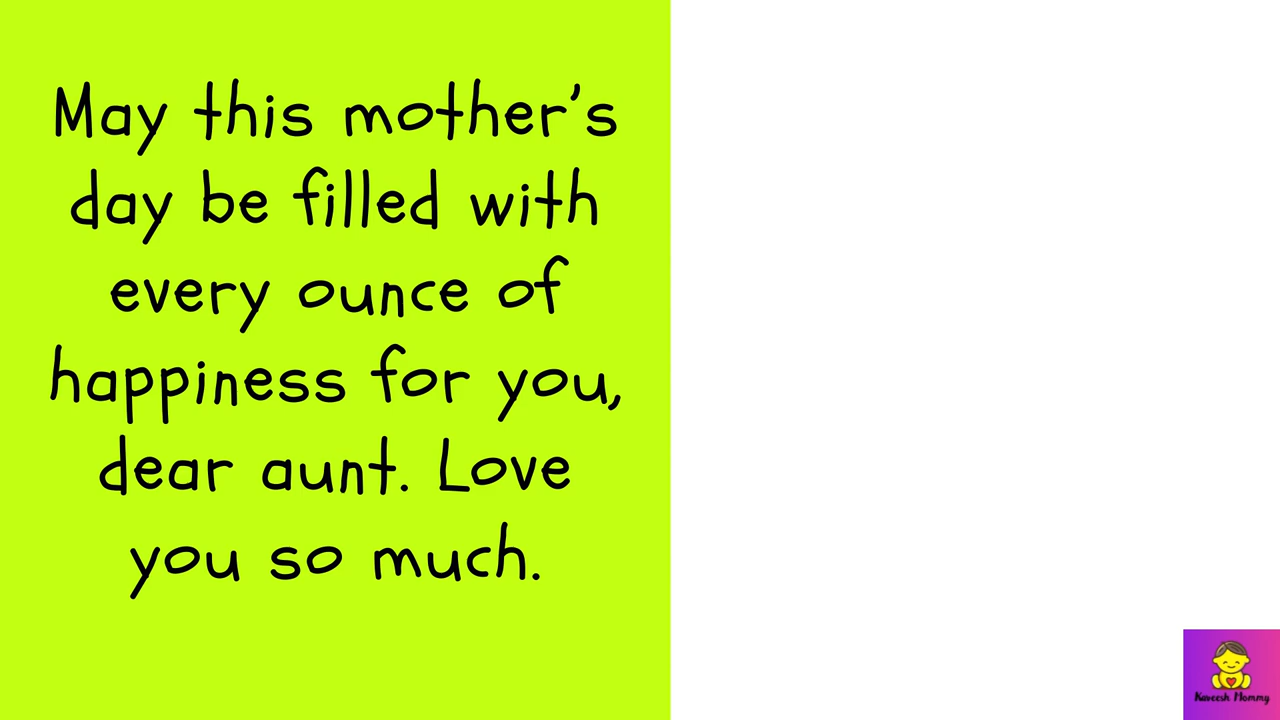 May this mother's
day be filled with
every ounce of
happiness for you,
dear aunt. Love
you so much.
Kaveesh Mommy